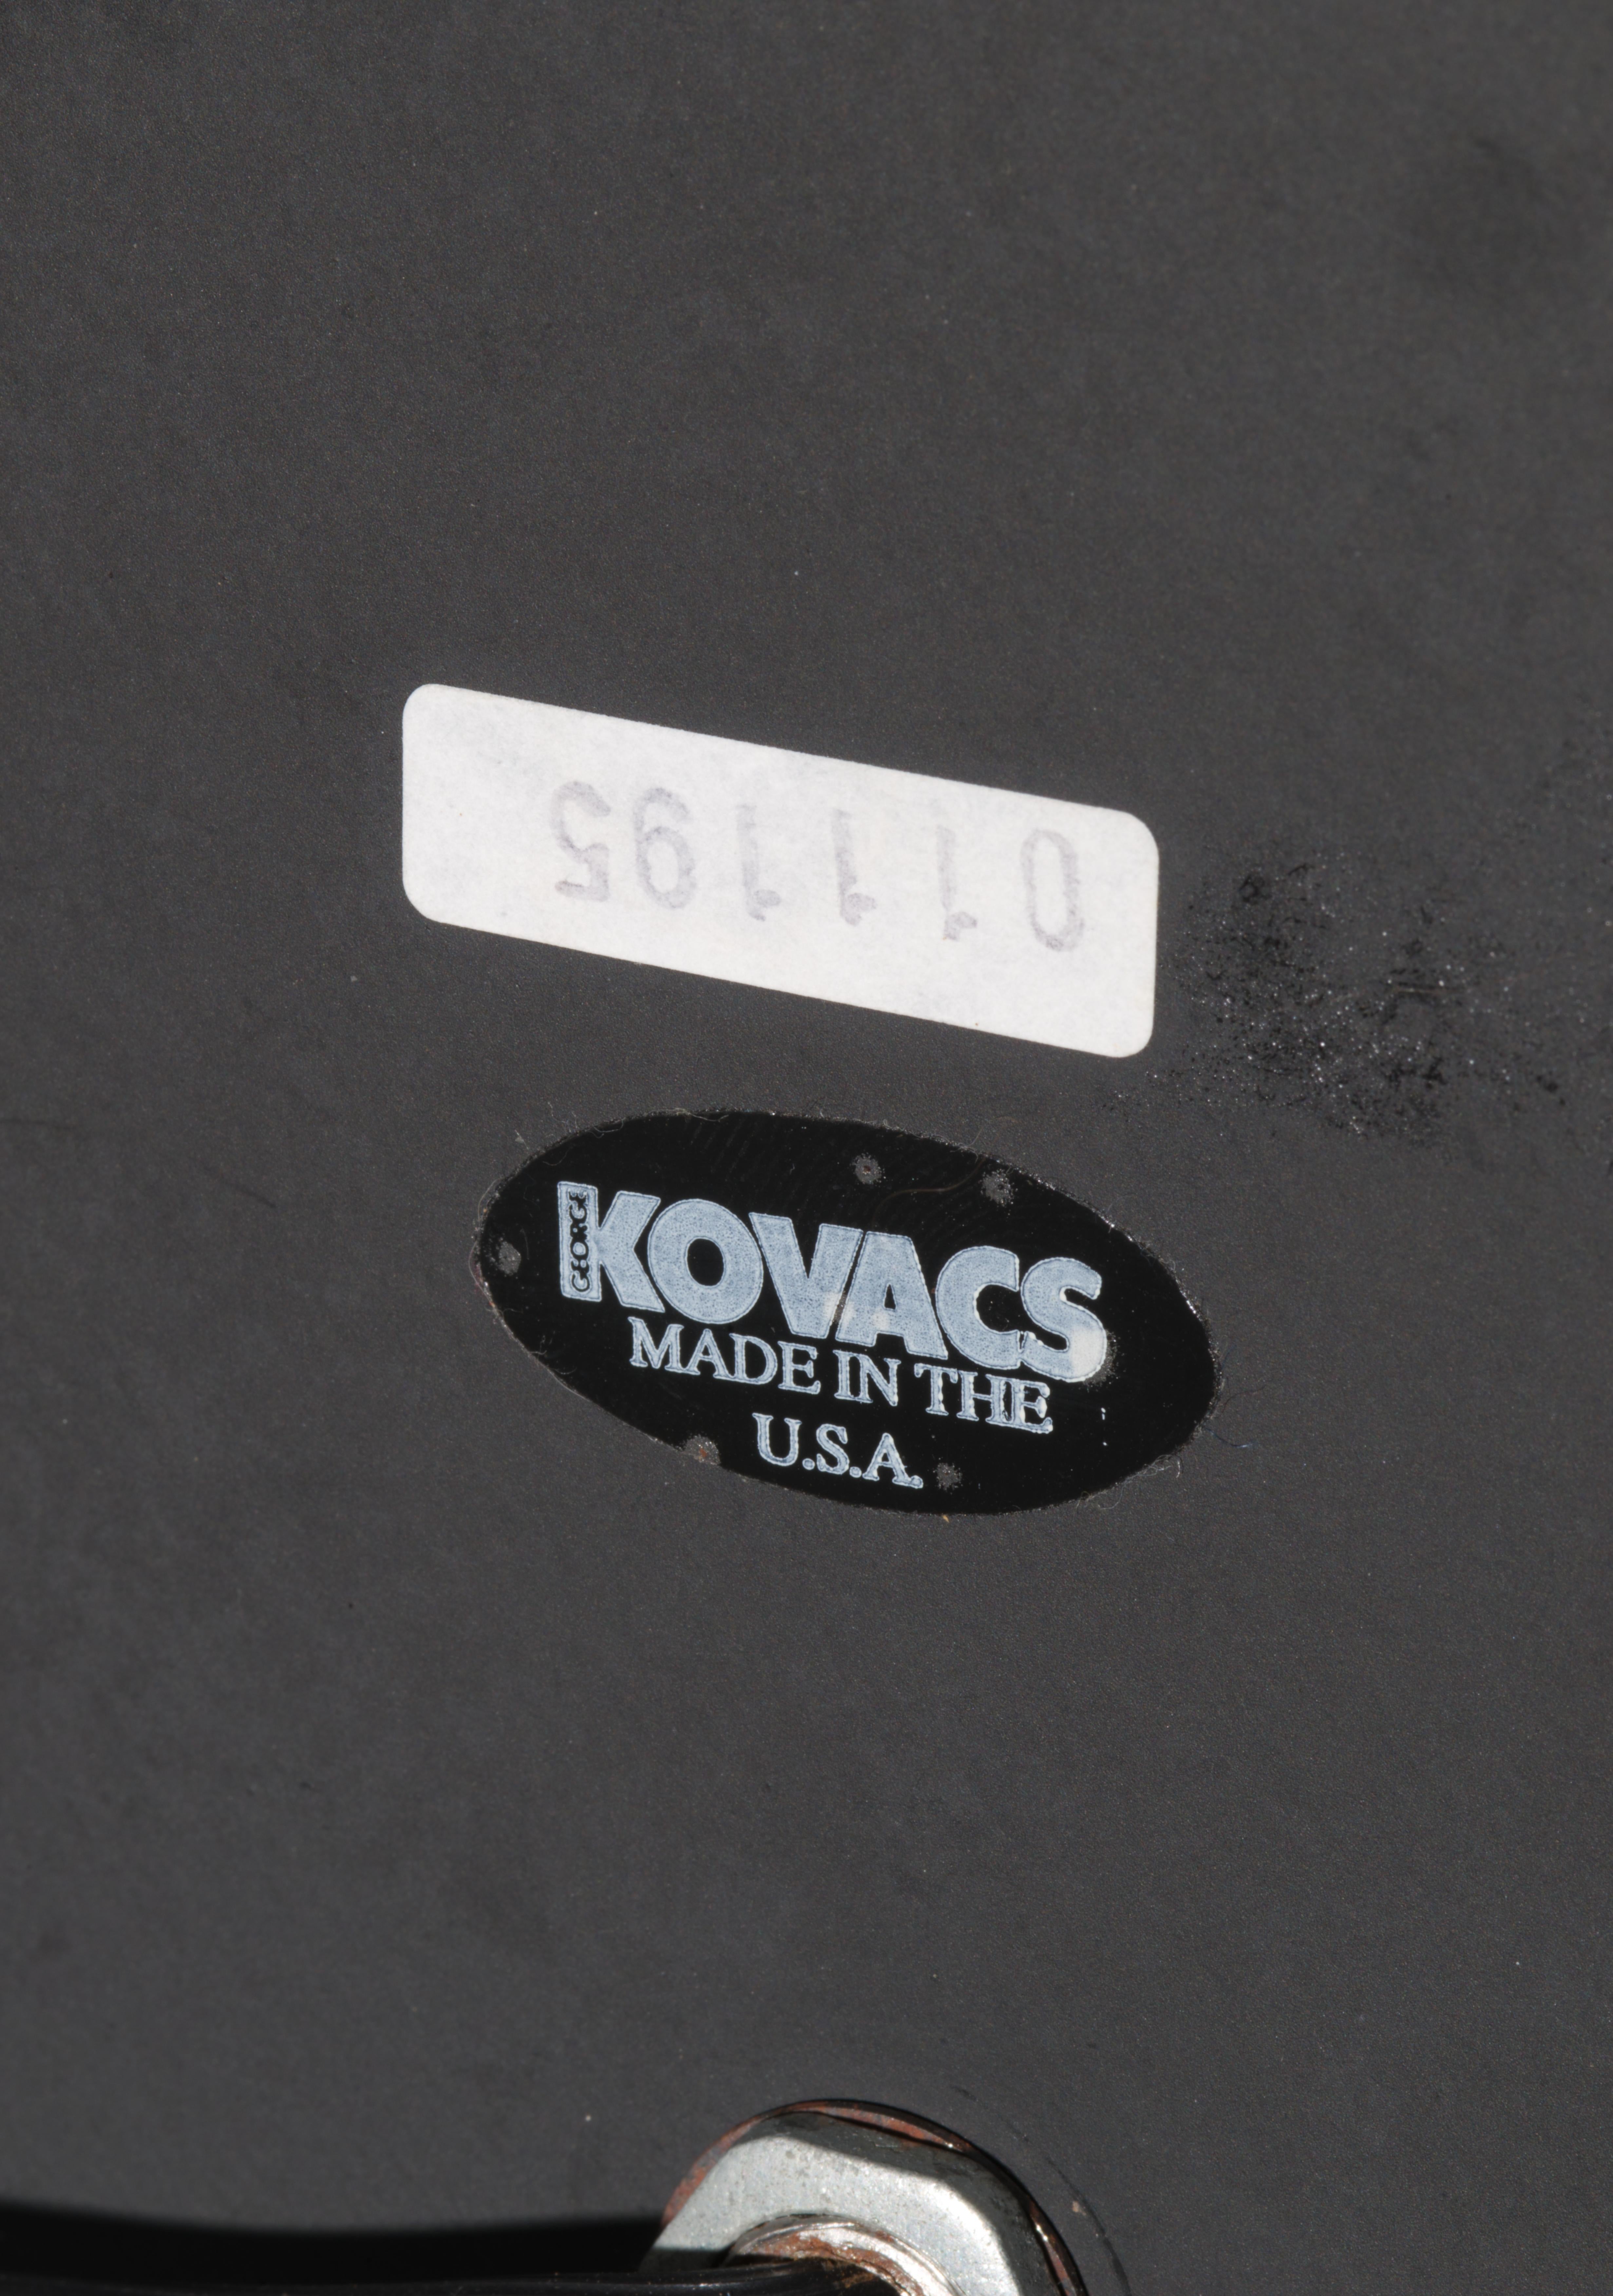 011195
GEORGE
KOVACS
MADE IN THE
U.S.A.